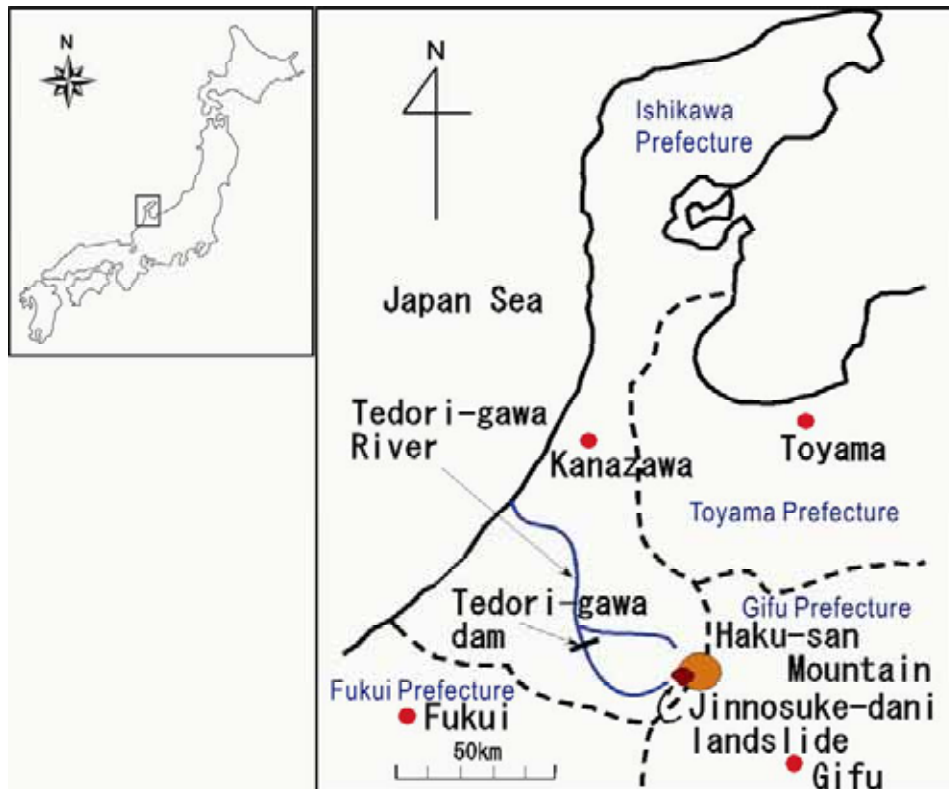 N
N
Ishikawa
Prefecture
Japan Sea
Tedori-gawa
River
Kanazawa
Toyama
Toyama Prefecture
Tedori-gawa
dam
Gifu Prefecture
Haku-san
Mountain
Fukui Prefecture
Fukui
Jinnosuke-dani
landslide
50km
Gifu